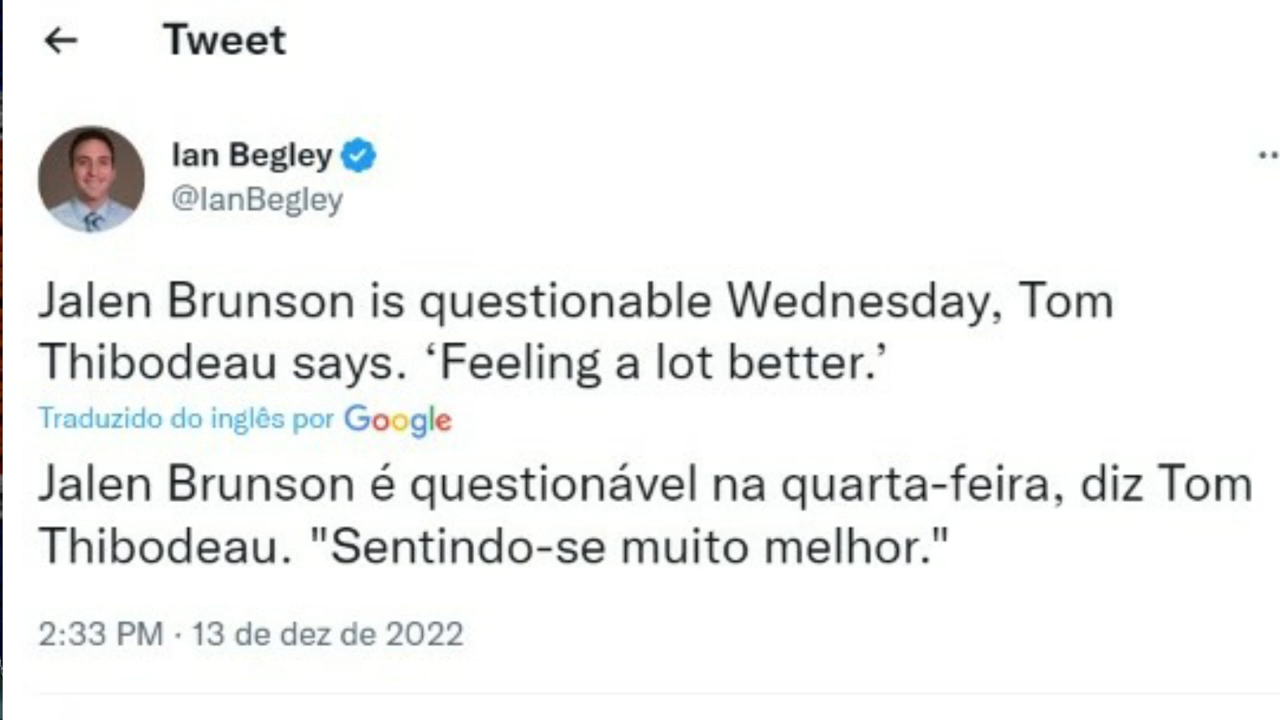 Tweet
Ian Begley
@IanBegley
Jalen Brunson is questionable Wednesday, Tom
Thibodeau says. ‘Feeling a lot better.’
Traduzido do inglês por Google
Jalen Brunson é questionável na quarta-feira, diz Tom
Thibodeau. "Sentindo-se muito melhor."
2:33 PM · 13 de dez de 2022